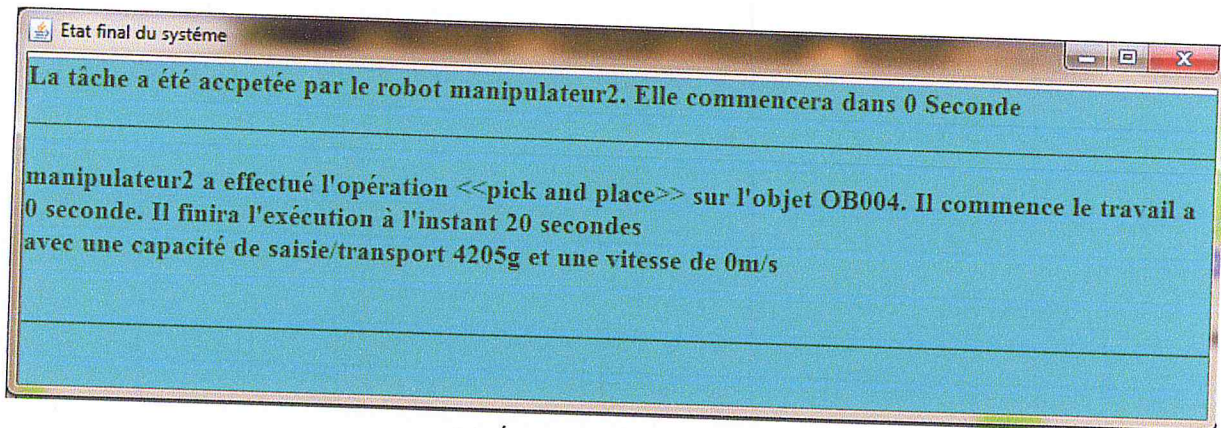 Etat final du systéme
La tâche a été accpetée par le robot manipulateur2. Elle commencera dans 0 Seconde
manipulateur2 a effectué l'opération <<pick and place>> sur l'objet OB004. Il commence le travail a
0 seconde. Il finira l'exécution à l'instant 20 secondes
avec une capacité de saisie/transport 4205g et une vitesse de 0m/s